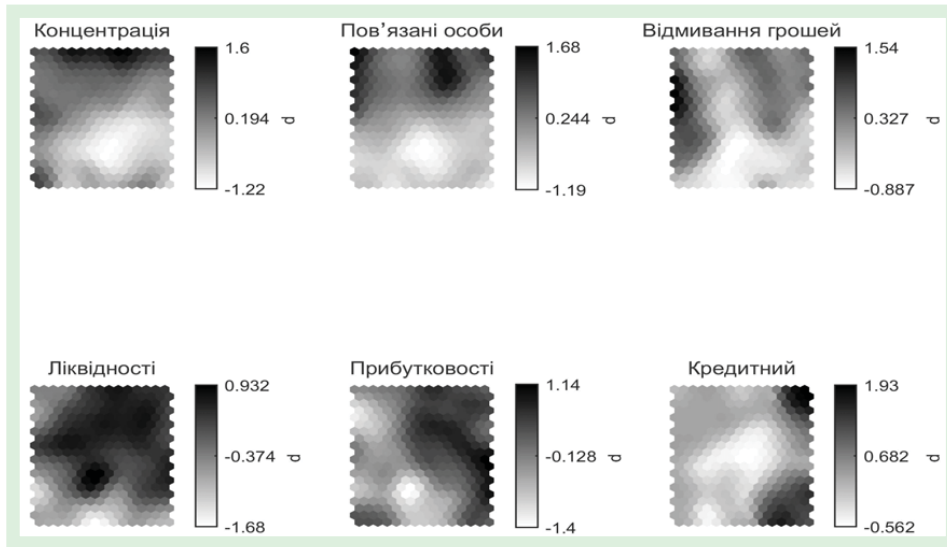 Концентрація
1.6
0.194
d
-1.22
Пов’язані особи
1.68
0.244
d
-1.19
Відмивання грошей
1.54
0.327
d
-0.887
Ліквідності
0.932
-0.374
d
-1.68
Прибутковості
1.14
-0.128
d
-1.4
Кредитний
1.93
0.682
d
-0.562